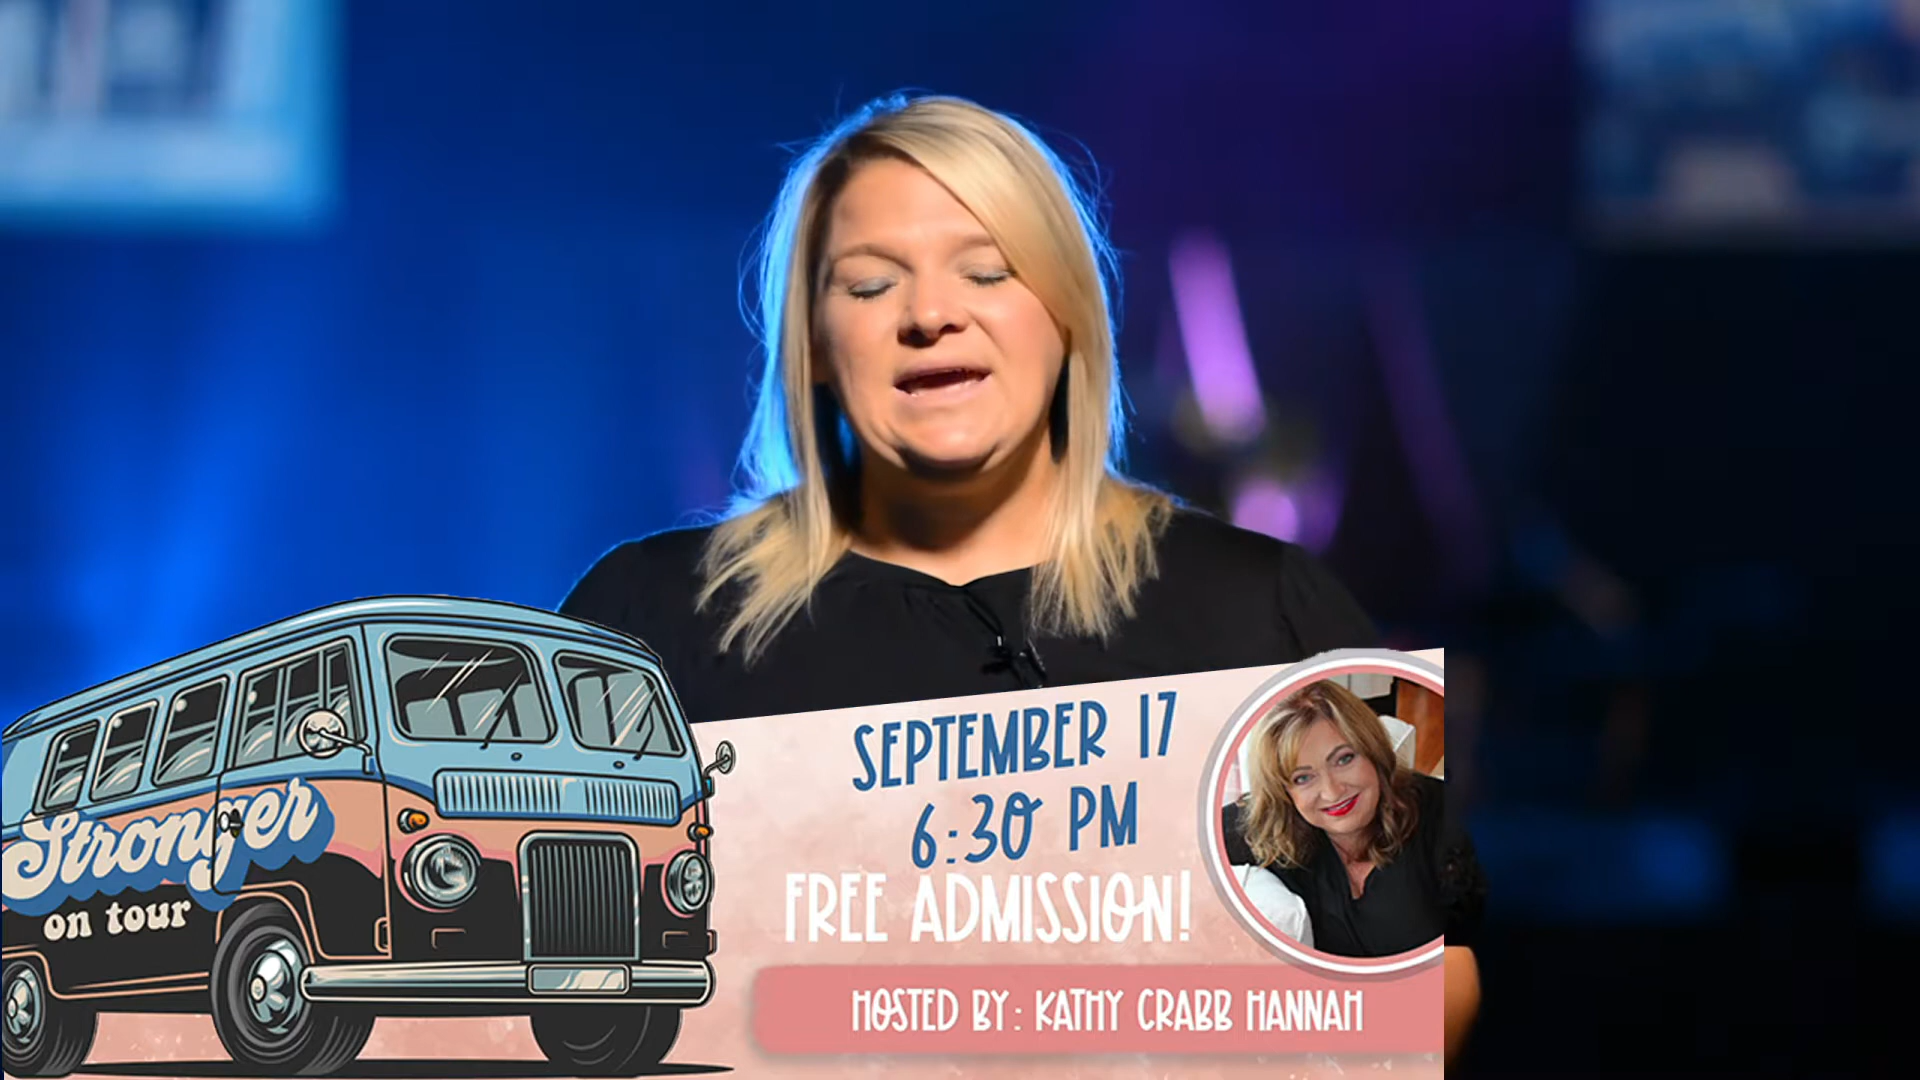 Stronger
on tour
SEPTEMBER 17
6:30 PM
FREE ADMISSION!
HOSTED BY: KATHY CRABB HANNAH